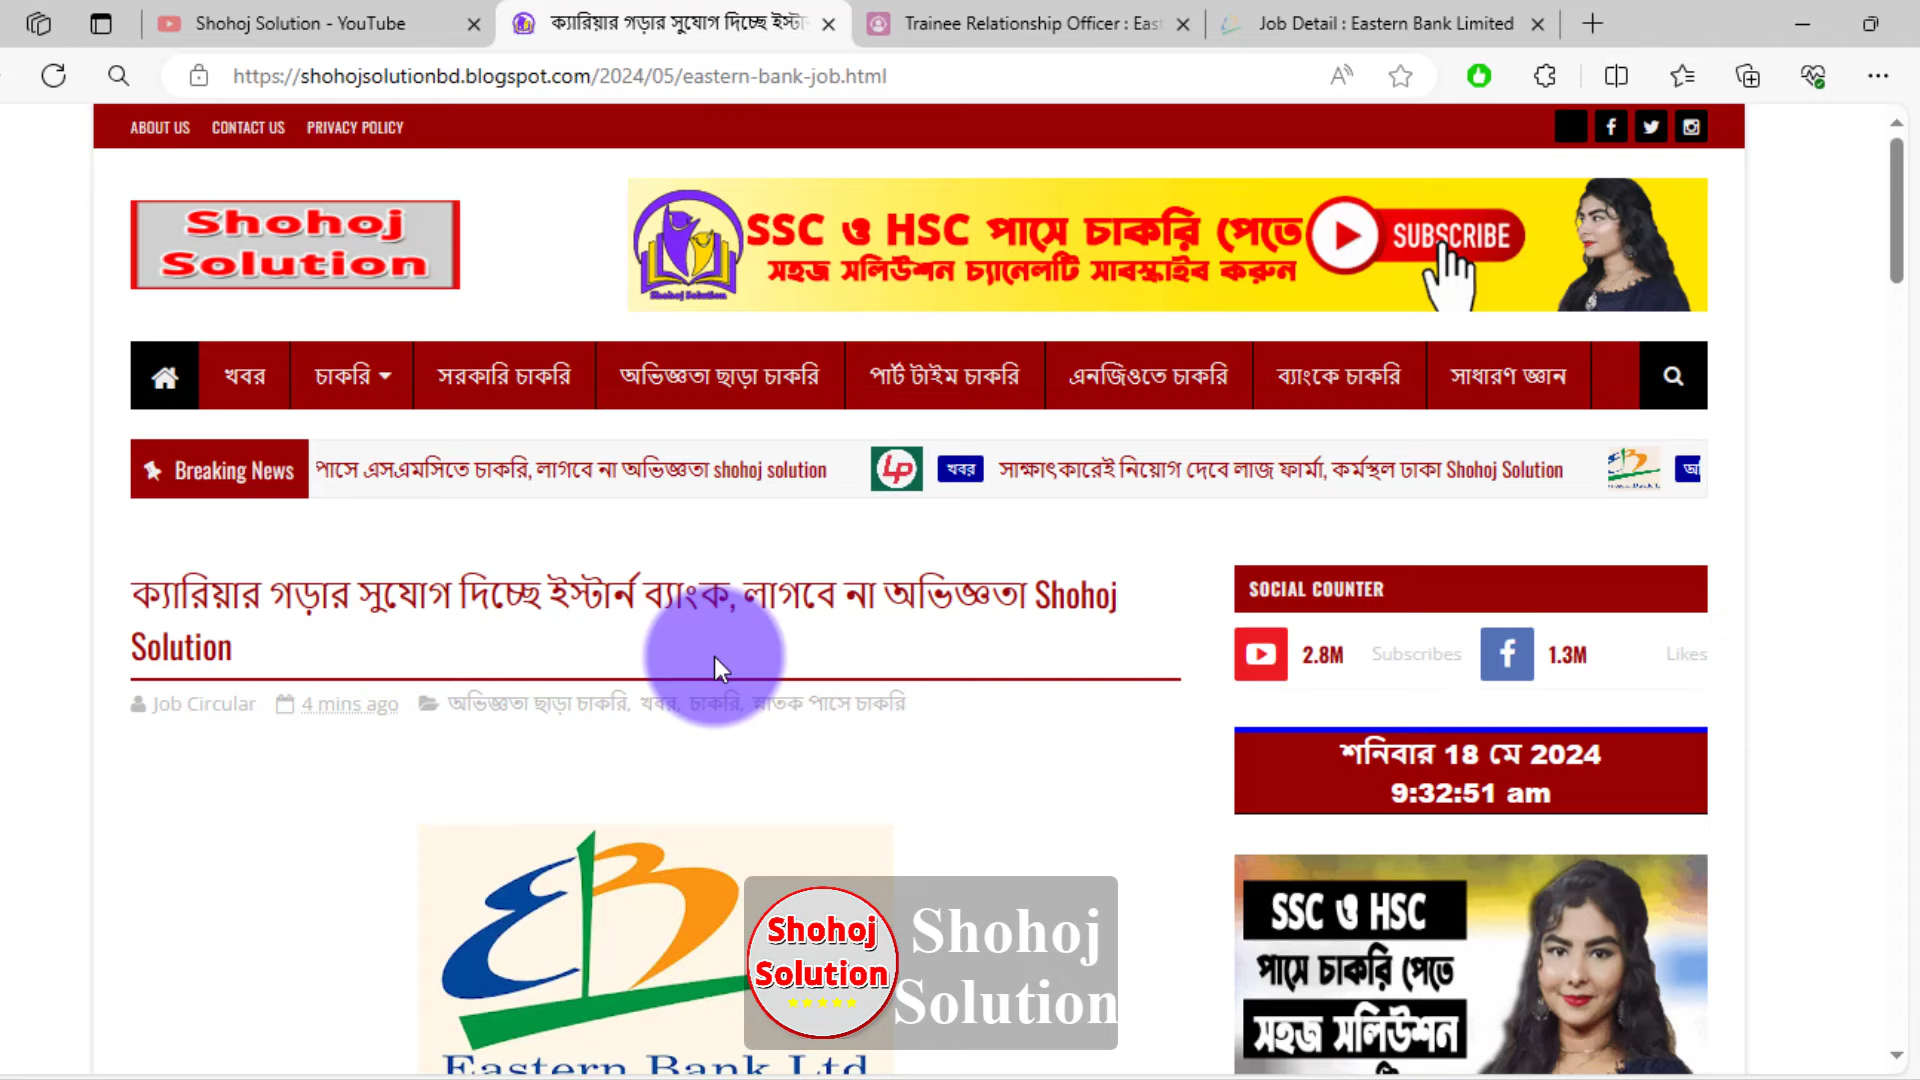 Shohoj Solution - YouTube
ক্যারিয়ার গড়ার সুযোগ দিচ্ছে ইস্টা
Trainee Relationship Officer : East
Job Detail : Eastern Bank Limited
https://shohojsolutionbd.blogspot.com/2024/05/eastern-bank-job.html
ABOUT US CONTACT US PRIVACY POLICY
Shohoj
Solution
SSC ও HSC পাসে চাকরি পেতে
সহজ সলিউশন চ্যানেলটি সাবস্ক্রাইব করুন
SUBSCRIBE
Shohoj Solution
খবর চাকরি সরকারি চাকরি অভিজ্ঞতা ছাড়া চাকরি পার্ট টাইম চাকরি এনজিওতে চাকরি ব্যাংকে চাকরি সাধারণ জ্ঞান
Breaking News পাসে এসএমসিতে চাকরি, লাগবে না অভিজ্ঞতা shohoj solution LP খবর সাক্ষাৎকারেই নিয়োগ দেবে লাজ ফার্মা, কর্মস্থল ঢাকা Shohoj Solution
ক্যারিয়ার গড়ার সুযোগ দিচ্ছে ইস্টার্ন ব্যাংক, লাগবে না অভিজ্ঞতা Shohoj
Solution
Job Circular 4 mins ago অভিজ্ঞতা ছাড়া চাকরি, খবর, চাকরি, স্নাতক পাসে চাকরি
SOCIAL COUNTER
2.8M Subscribes 1.3M Likes
শনিবার 18 মে 2024
9:32:51 am
Eastern Bank Ltd
Shohoj
Solution
Shohoj
Solution
SSC ও HSC
পাসে চাকরি পেতে
সহজ সলিউশন